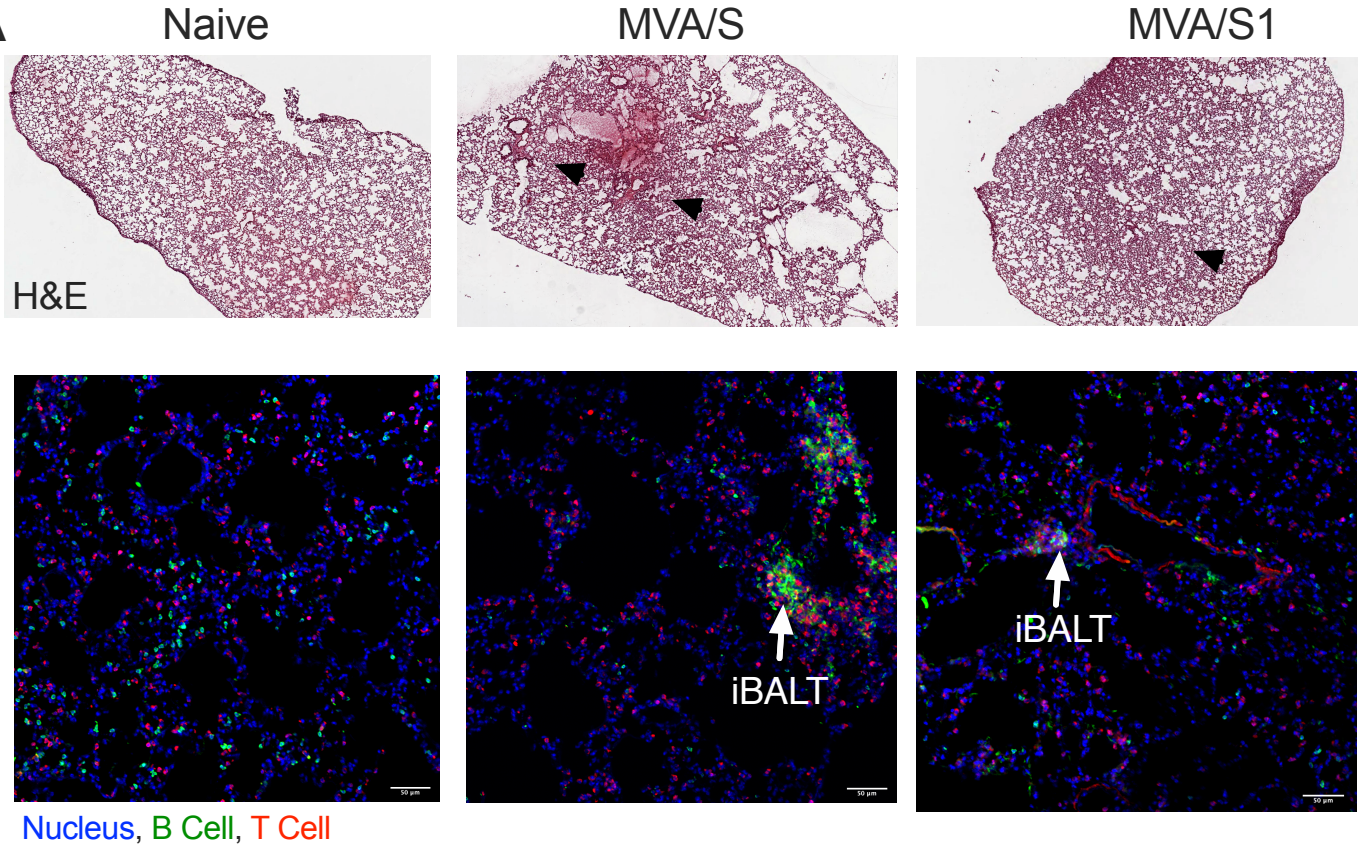 A
Naive
MVA/S
MVA/S1
H&E
iBALT
iBALT
50 μm
50 μm
50 μm
Nucleus, B Cell, T Cell